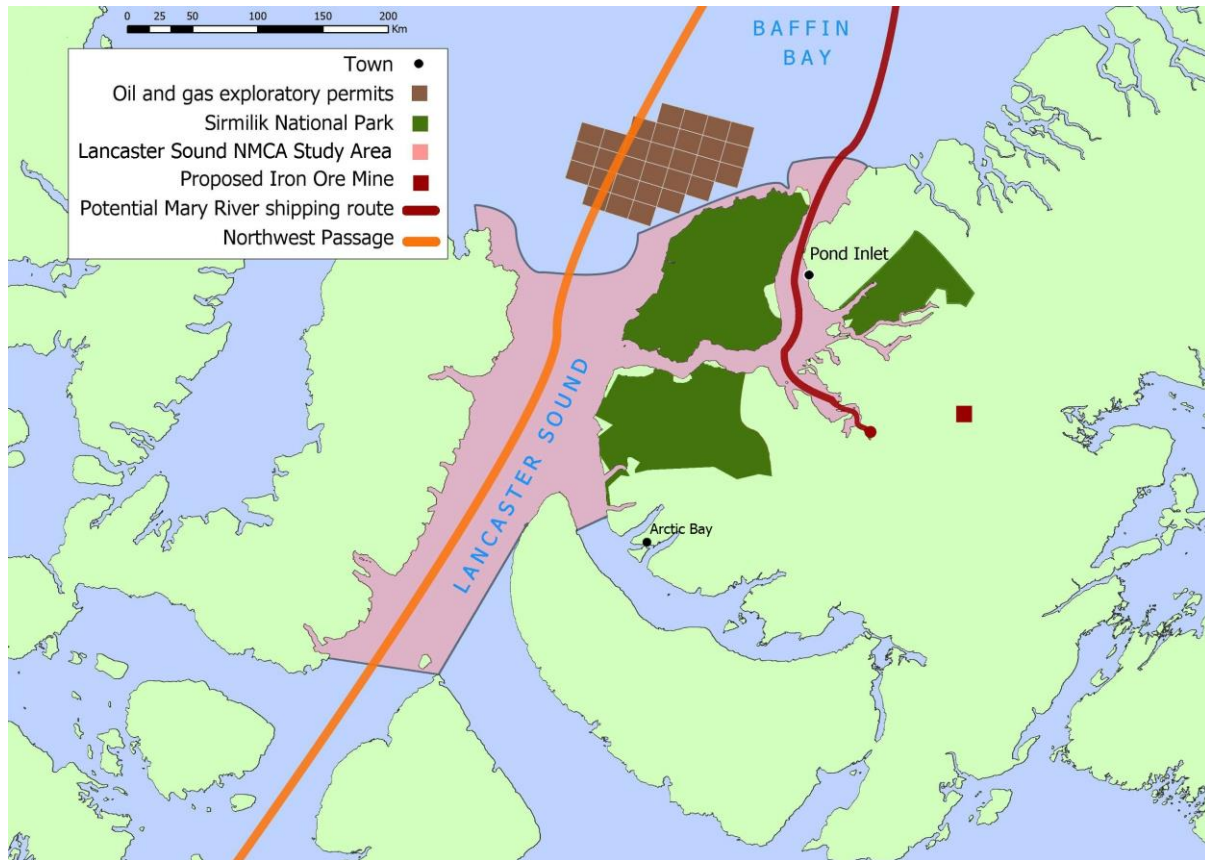 0 25 50 100 150 200
Km
Town
Oil and gas exploratory permits
Sirmilik National Park
Lancaster Sound NMCA Study Area
Proposed Iron Ore Mine
Potential Mary River shipping route
Northwest Passage
BAFFIN
BAY
Pond Inlet
LANCASTER SOUND
Arctic Bay